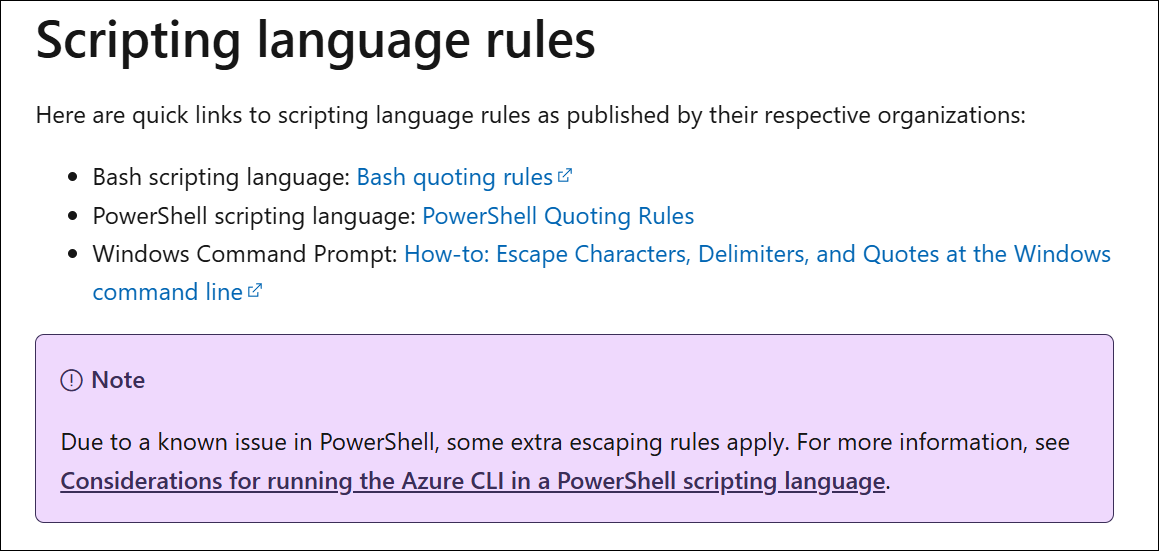 Scripting language rules
Here are quick links to scripting language rules as published by their respective organizations:
Bash scripting language: Bash quoting rules
PowerShell scripting language: PowerShell Quoting Rules
Windows Command Prompt: How-to: Escape Characters, Delimiters, and Quotes at the Windows
command line
Note
Due to a known issue in PowerShell, some extra escaping rules apply. For more information, see
Considerations for running the Azure CLI in a PowerShell scripting language.